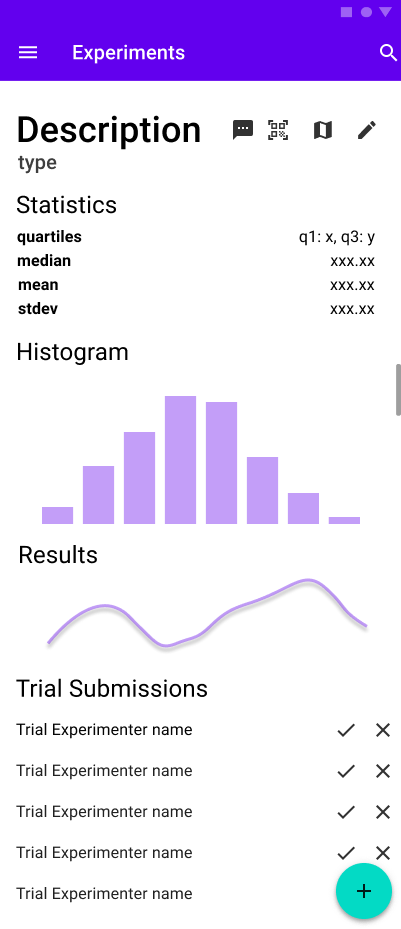 Experiments
Description
type
Statistics
quartiles q1: x, q3: y
median xxx.xx
mean xxx.xx
stdev xxx.xx
Histogram
Results
Trial Submissions
Trial Experimenter name
Trial Experimenter name
Trial Experimenter name
Trial Experimenter name
Trial Experimenter name